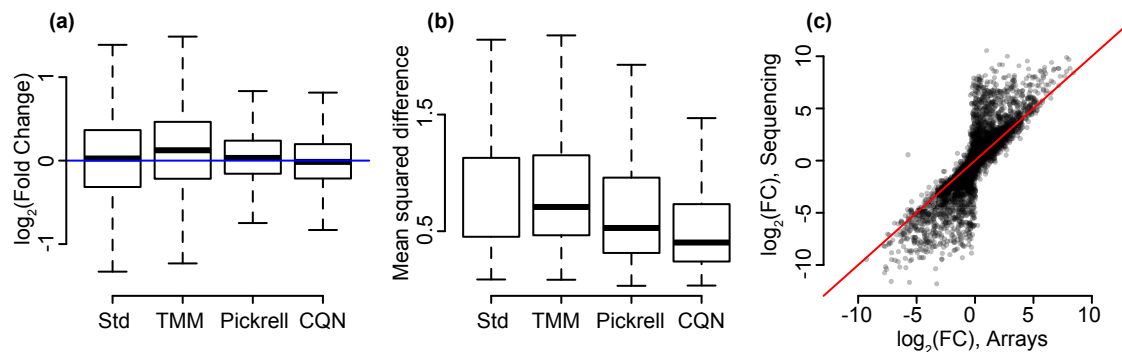 (a)
log2(Fold Change)
1
0
-1
Std TMM Pickrell CQN
(b)
Mean squared difference
1.5
0.5
Std TMM Pickrell CQN
(c)
log2(FC), Sequencing
10
5
0
-5
-10
-10 -5 0 5 10
log2(FC), Arrays